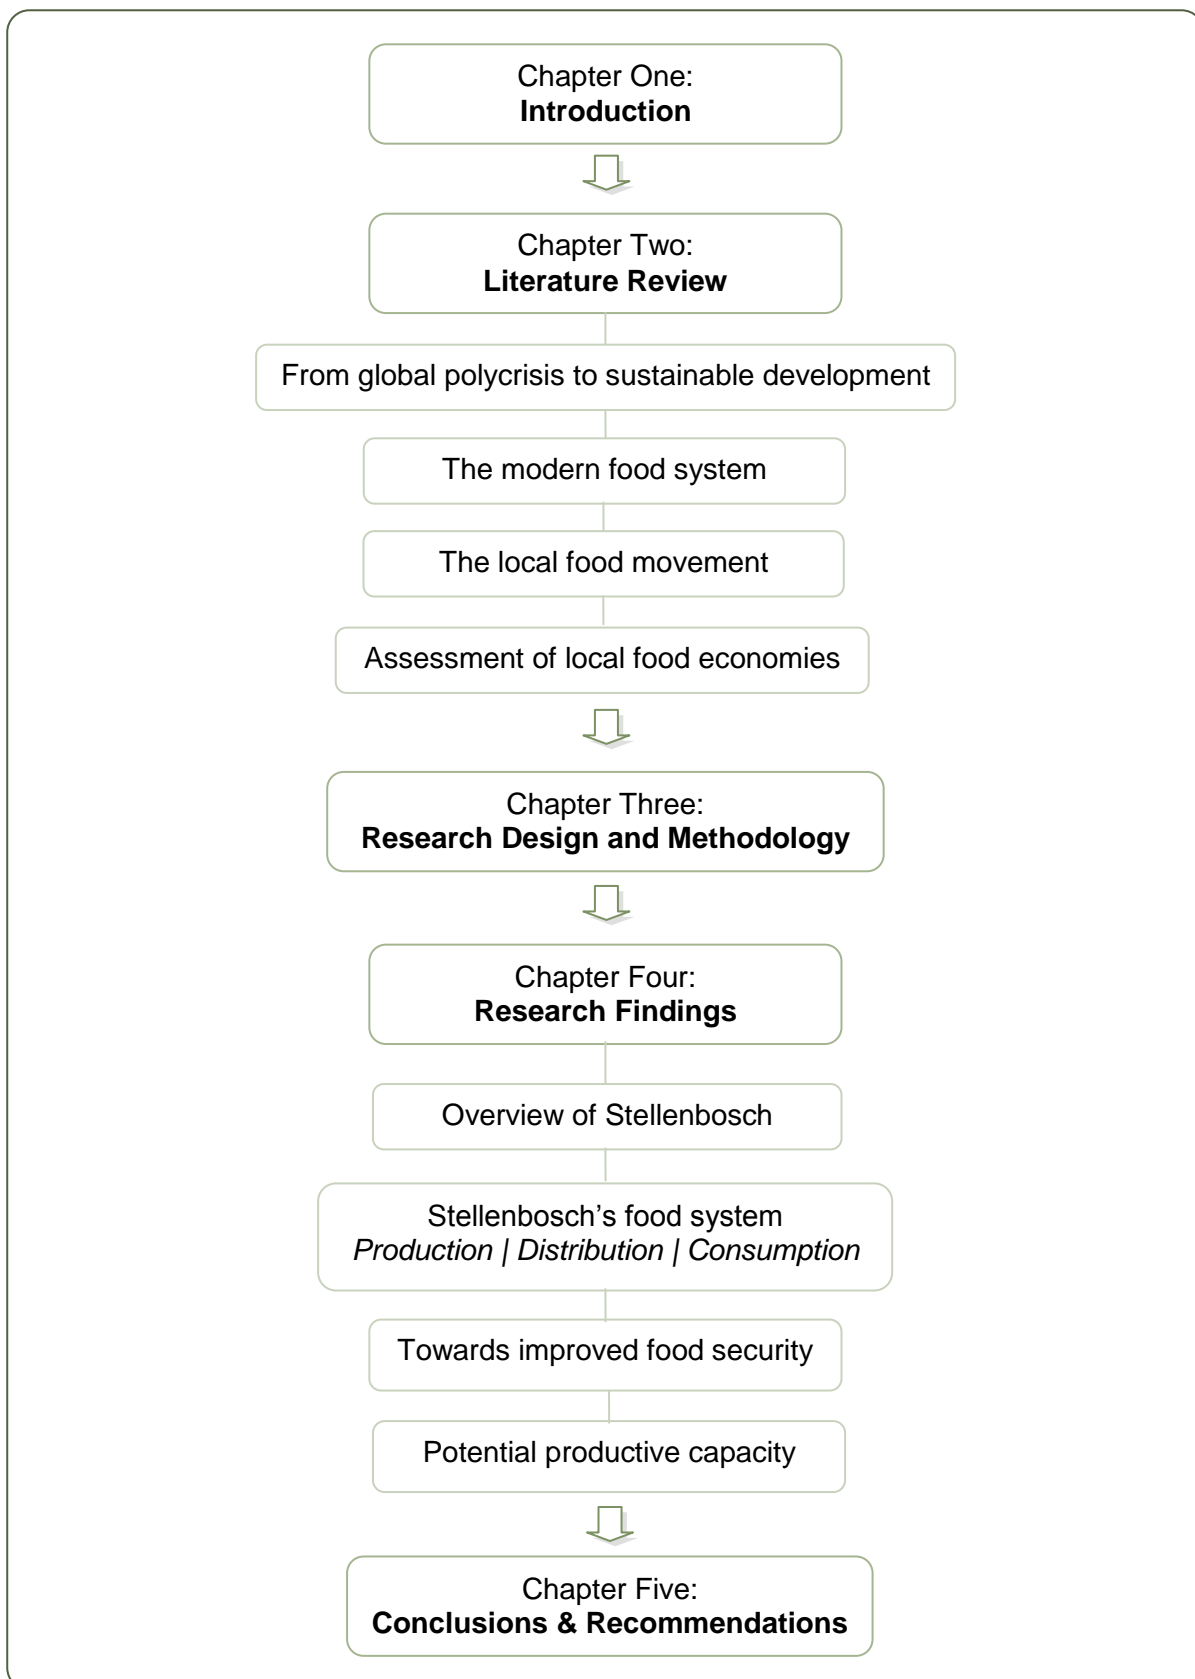 Chapter One:
Introduction
Chapter Two:
Literature Review
From global polycrisis to sustainable development
The modern food system
The local food movement
Assessment of local food economies
Chapter Three:
Research Design and Methodology
Chapter Four:
Research Findings
Overview of Stellenbosch
Stellenbosch’s food system
Production | Distribution | Consumption
Towards improved food security
Potential productive capacity
Chapter Five:
Conclusions & Recommendations